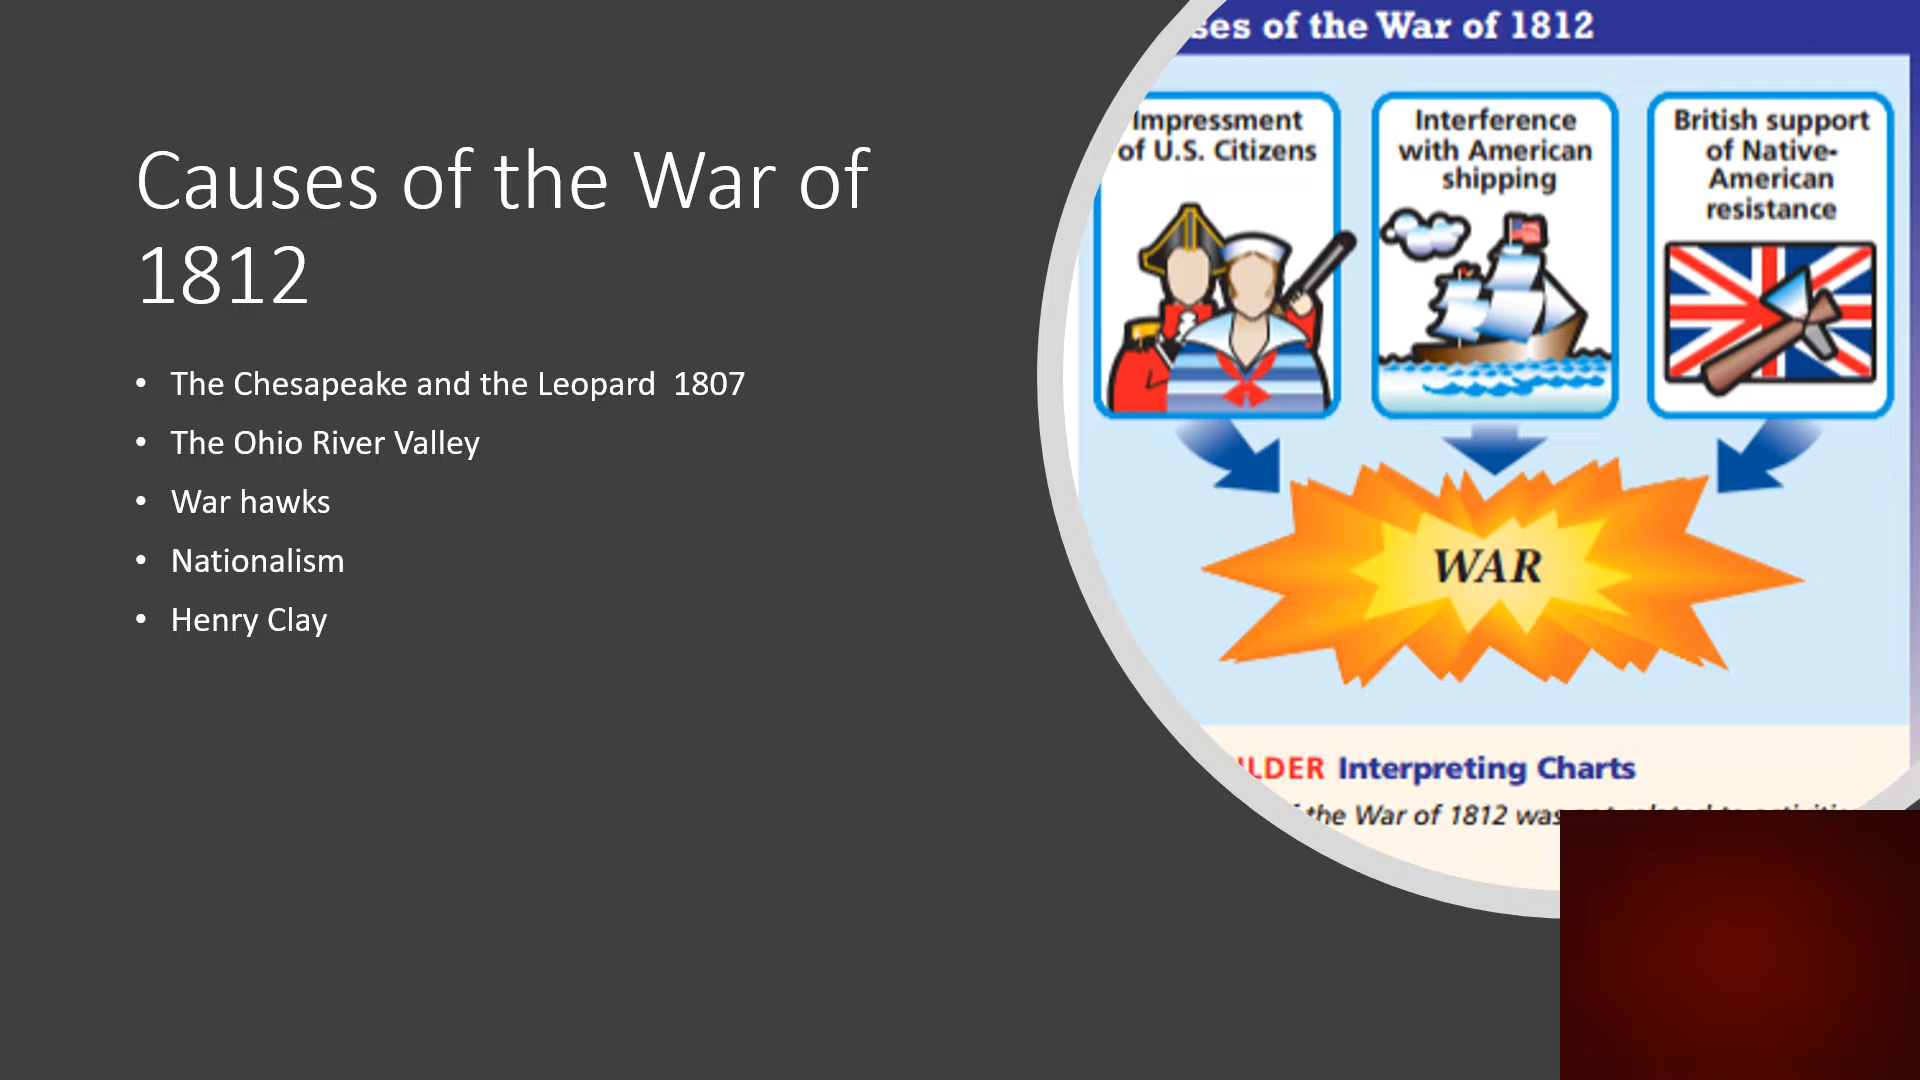 Causes of the War of
1812
• The Chesapeake and the Leopard 1807
• The Ohio River Valley
• War hawks
• Nationalism
• Henry Clay
of the War of 1812
Impressment
of U.S. Citizens
Interference
with American
shipping
British support
of Native-
American
resistance
WAR
Interpreting Charts
the War of 1812 was